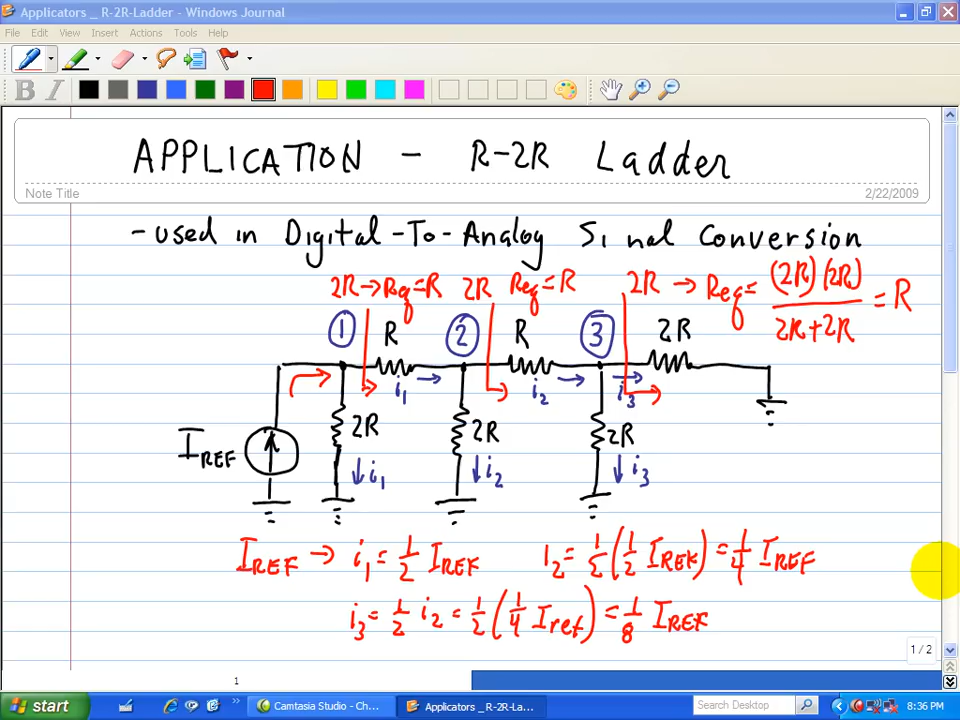 Applicators _ R-2R-Ladder - Windows Journal
File Edit View Insert Actions Tools Help
B I
APPLICATION - R-2R Ladder
Note Title 2/22/2009
- used in Digital-To-Analog Sinal Conversion
2R → Req = R 2R Req = R 2R → Req = (2R)(2R) / 2R+2R = R
1 R 2 R 3 2R
i1 → i2 → i3 →
IREF 2R 2R 2R
↓ i1 ↓ i2 ↓ i3
IREF → i1 = 1/2 IREF i2 = 1/2 (1/2 IREF) = 1/4 IREF
i3 = 1/2 i2 = 1/2 (1/4 Iref) = 1/8 IREF
1 / 2
1
start Camtasia Studio - Ch... Applicators _ R-2R-La... Search Desktop 8:36 PM